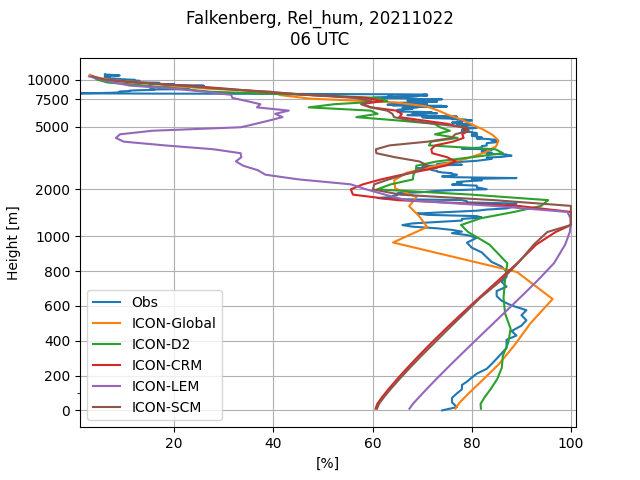 Falkenberg, Rel_hum, 20211022
06 UTC
Height [m]
10000
7500
5000
2000
1000
800
600
400
200
0
Obs
ICON-Global
ICON-D2
ICON-CRM
ICON-LEM
ICON-SCM
20 40 60 80 100
[%]